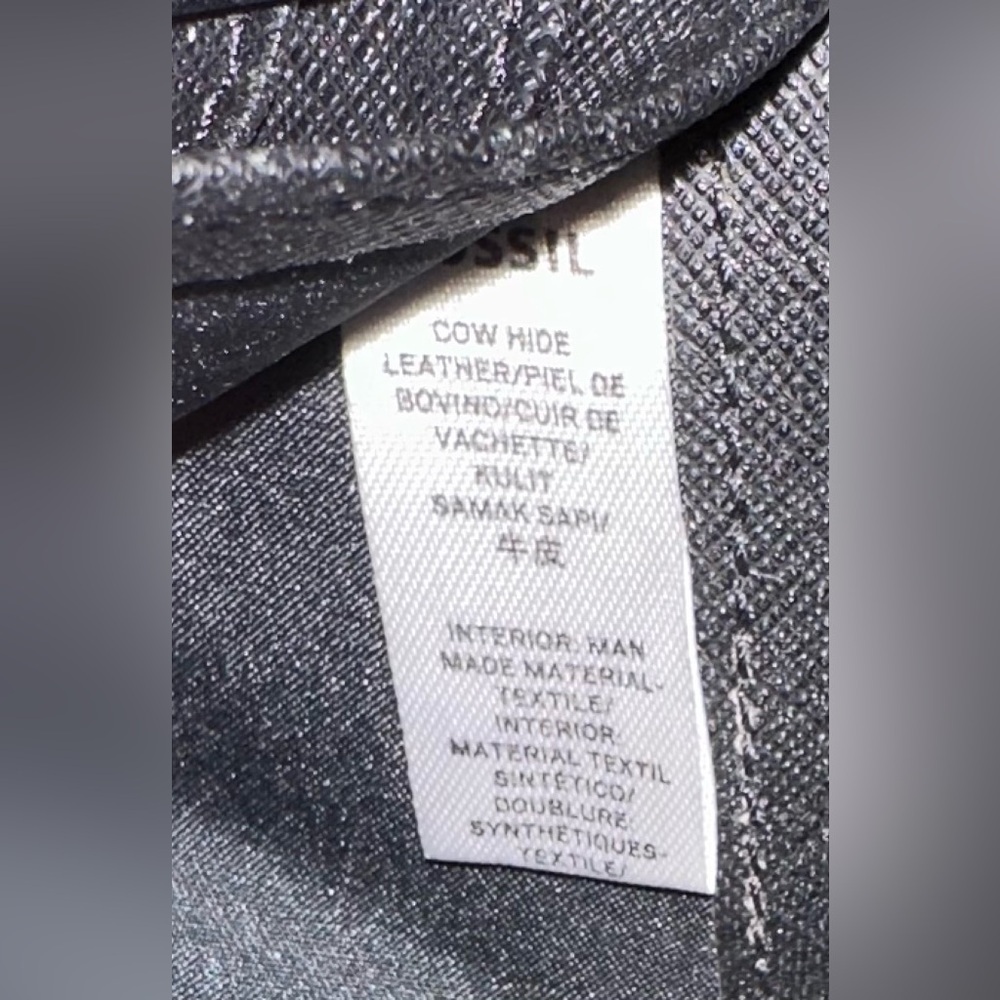 OSSIL
COW HIDE
LEATHER/PIEL DE
BOVINO/CUIR DE
VACHETTE/
KULIT
SAMAK SAPI/
牛皮
INTERIOR: MAN
MADE MATERIAL-
TEXTILE/
INTERIOR:
MATERIAL TEXTIL
SINTÉTICO/
DOUBLURE:
SYNTHÉTIQUES-
TEXTILE/